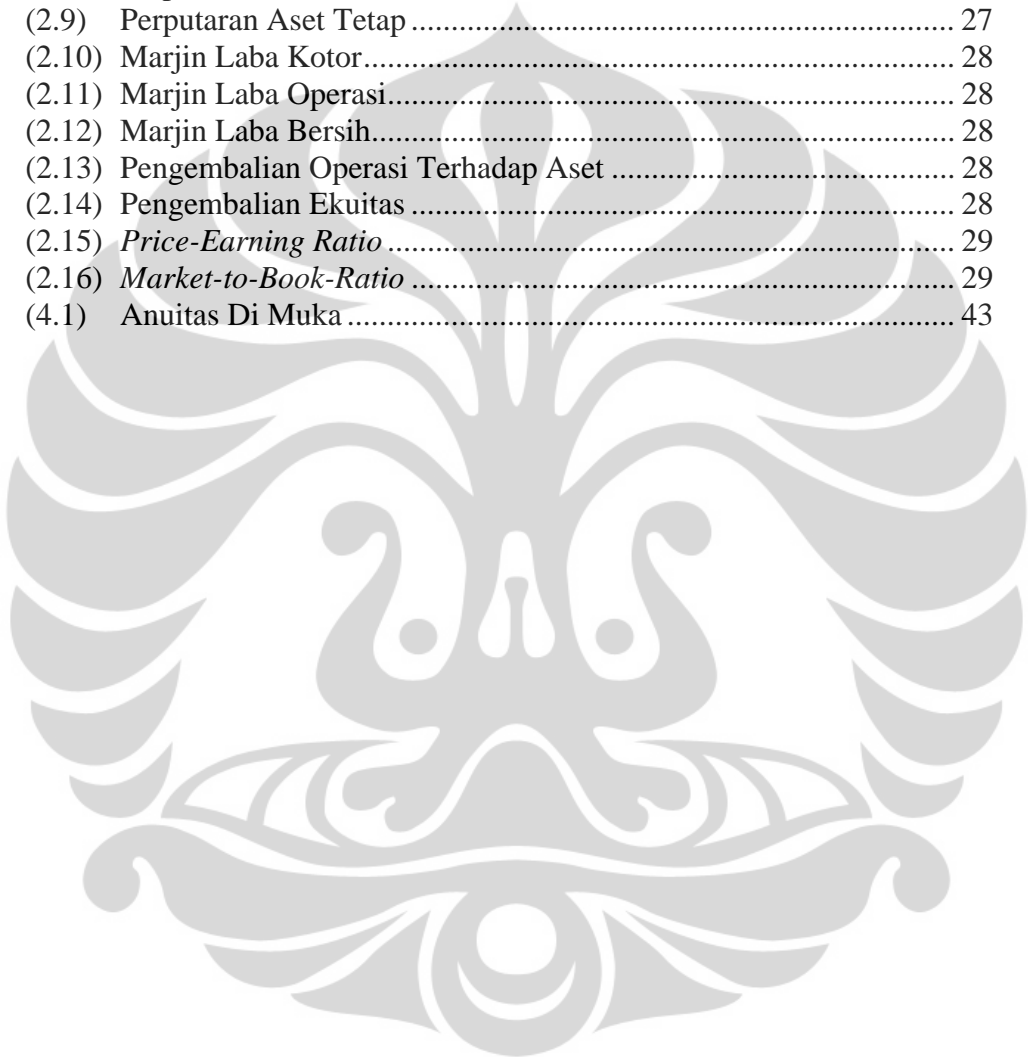 (2.9) Perputaran Aset Tetap ........................................................................................ 27
(2.10) Marjin Laba Kotor ............................................................................................... 28
(2.11) Marjin Laba Operasi ........................................................................................... 28
(2.12) Marjin Laba Bersih .............................................................................................. 28
(2.13) Pengembalian Operasi Terhadap Aset ........................................................ 28
(2.14) Pengembalian Ekuitas ........................................................................................ 28
(2.15) Price-Earning Ratio ............................................................................................ 29
(2.16) Market-to-Book-Ratio ........................................................................................ 29
(4.1) Anuitas Di Muka .................................................................................................. 43